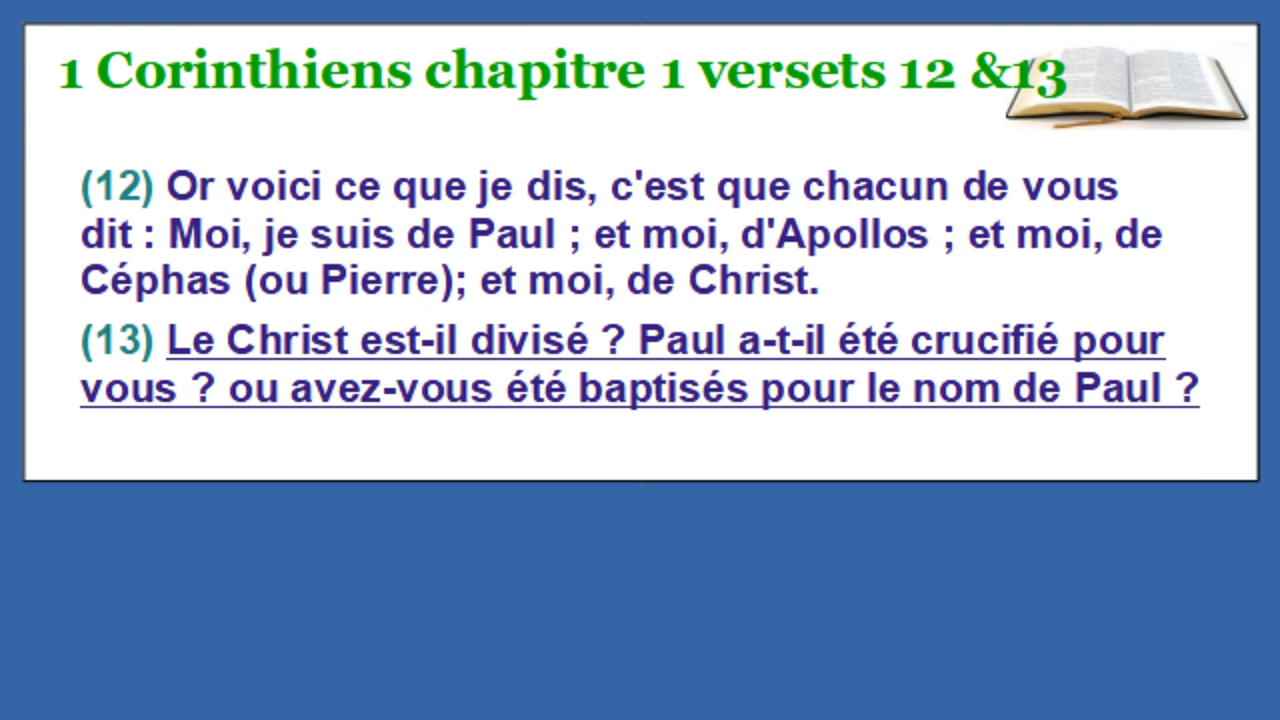 1 Corinthiens chapitre 1 versets 12 &13
(12) Or voici ce que je dis, c'est que chacun de vous
dit : Moi, je suis de Paul ; et moi, d'Apollos ; et moi, de
Céphas (ou Pierre); et moi, de Christ.
(13) Le Christ est-il divisé ? Paul a-t-il été crucifié pour
vous ? ou avez-vous été baptisés pour le nom de Paul ?